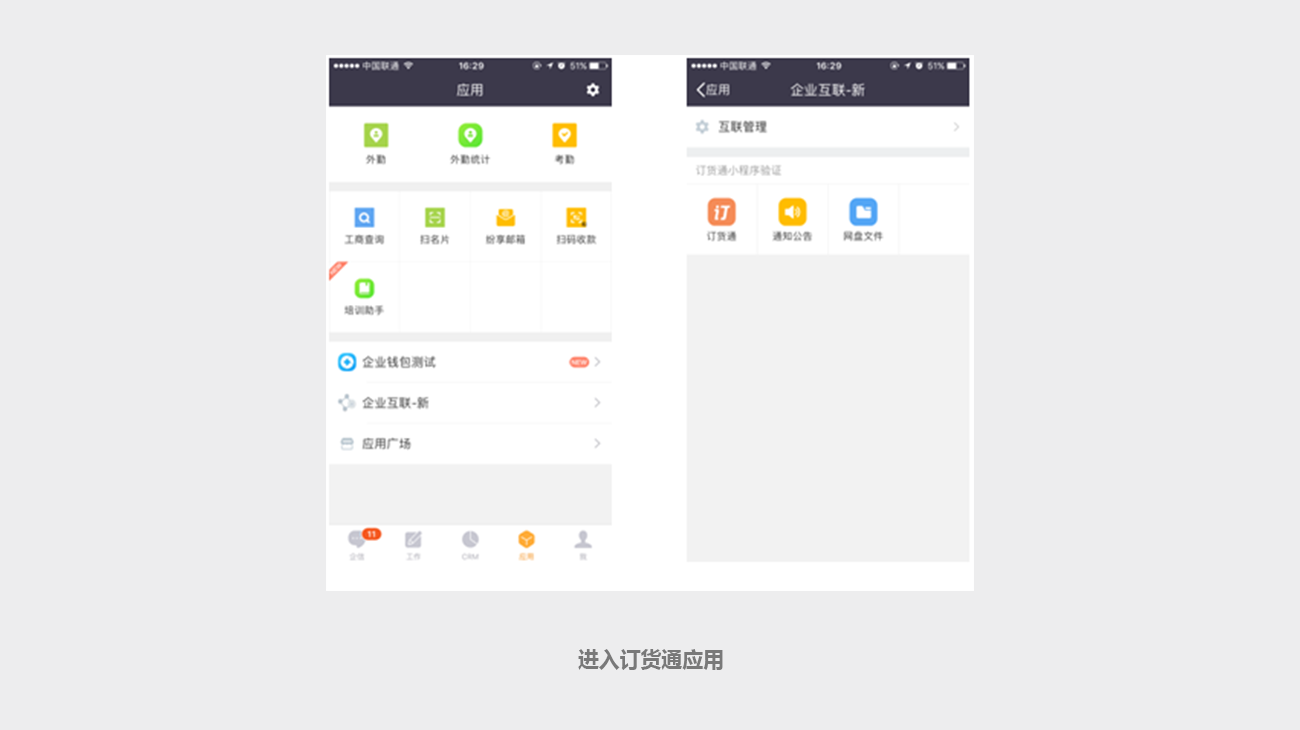 中国联通 16:29 51%
应用
外勤 外勤统计 考勤
工商查询 扫名片 纷享邮箱 扫码收款
培训助手
企业钱包测试 NEW
企业互联-新
应用广场
11
企信 工作 CRM 应用 我
中国联通 16:29 51%
应用 企业互联-新
互联管理
订货通小程序验证
订
订货通 通知公告 网盘文件
进入订货通应用